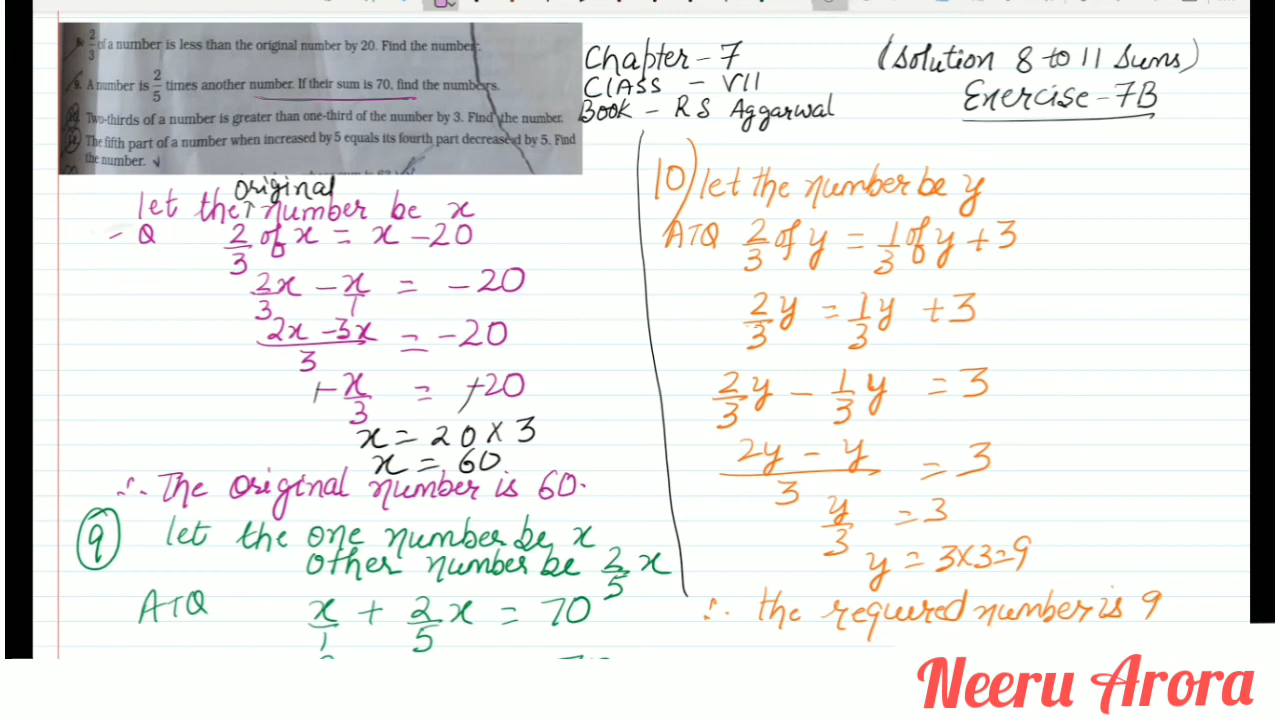 8. 2/3 of a number is less than the original number by 20. Find the number.
9. A number is 2/5 times another number. If their sum is 70, find the numbers.
10. Two-thirds of a number is greater than one-third of the number by 3. Find the number.
The fifth part of a number when increased by 5 equals its fourth part decreased by 5. Find
the number.
Chapter - 7
CLASS - VII
Book - RS Aggarwal
(Solution 8 to 11 Sums)
Exercise - 7B
original
let the number be x
Q 2/3 of x = x - 20
2x/3 - x/1 = -20
(2x - 3x)/3 = -20
-x/3 = -20
x = 20 × 3
x = 60
∴ The original number is 60.
9 let the one number be x
other number be 2/5 x
ATQ x/1 + 2/5 x = 70
10) let the number be y
ATQ 2/3 of y = 1/3 of y + 3
2/3 y = 1/3 y + 3
2/3 y - 1/3 y = 3
(2y - y)/3 = 3
y/3 = 3
y = 3×3=9
∴ the required number is 9
Neeru Arora